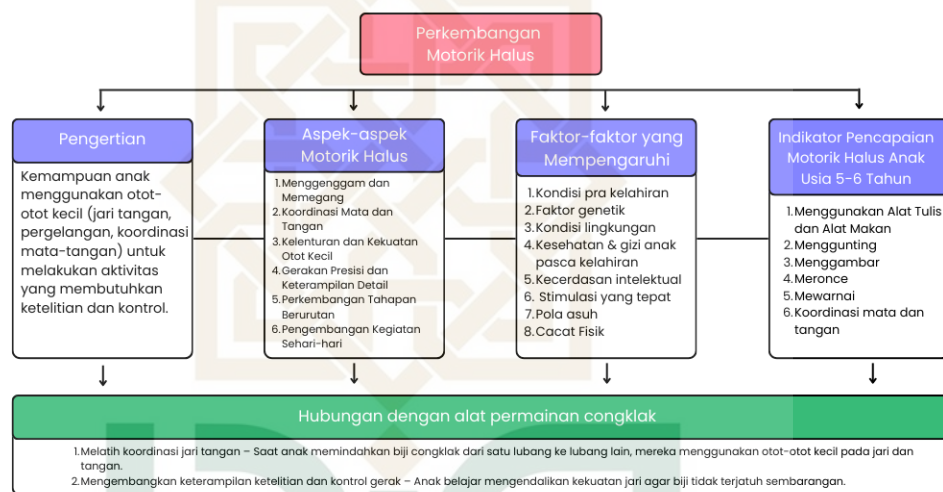 Perkembangan
Motorik Halus
Pengertian
Kemampuan anak
menggunakan otot-
otot kecil (jari tangan,
pergelangan, koordinasi
mata-tangan) untuk
melakukan aktivitas
yang membutuhkan
ketelitian dan kontrol.
Aspek-aspek
Motorik Halus
1.Menggenggam dan
Memegang
2.Koordinasi Mata dan
Tangan
3.Kelenturan dan Kekuatan
Otot Kecil
4.Gerakan Presisi dan
Keterampilan Detail
5.Perkembangan Tahapan
Berurutan
6.Pengembangan Kegiatan
Sehari-hari
Faktor-faktor yang
Mempengaruhi
1.Kondisi pra kelahiran
2.Faktor genetik
3.Kondisi lingkungan
4.Kesehatan & gizi anak
pasca kelahiran
5.Kecerdasan intelektual
6. Stimulasi yang tepat
7.Pola asuh
8.Cacat Fisik
Indikator Pencapaian
Motorik Halus Anak
Usia 5-6 Tahun
1.Menggunakan Alat Tulis
dan Alat Makan
2.Menggunting
3.Menggambar
4.Meronce
5.Mewarnai
6.Koordinasi mata dan
tangan
Hubungan dengan alat permainan congklak
1.Melatih koordinasi jari tangan – Saat anak memindahkan biji congklak dari satu lubang ke lubang lain, mereka menggunakan otot-otot kecil pada jari dan
tangan.
2.Mengembangkan keterampilan ketelitian dan kontrol gerak – Anak belajar mengendalikan kekuatan jari agar biji tidak terjatuh sembarangan.